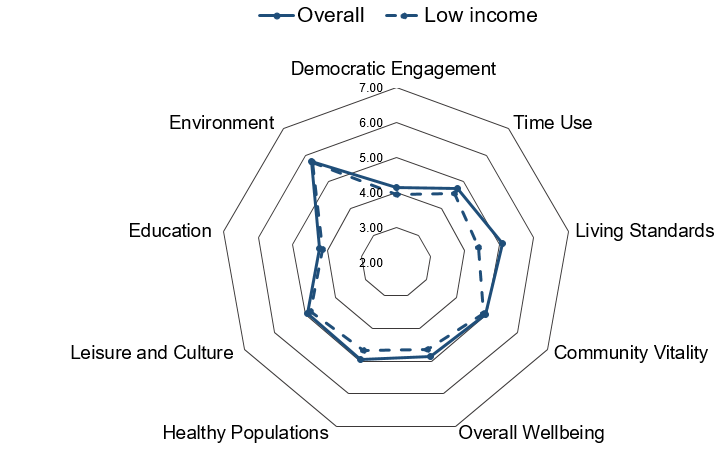 Overall Low income
Democratic Engagement
7.00
Environment Time Use
6.00
5.00
4.00
Education Living Standards
3.00
2.00
Leisure and Culture Community Vitality
Healthy Populations Overall Wellbeing